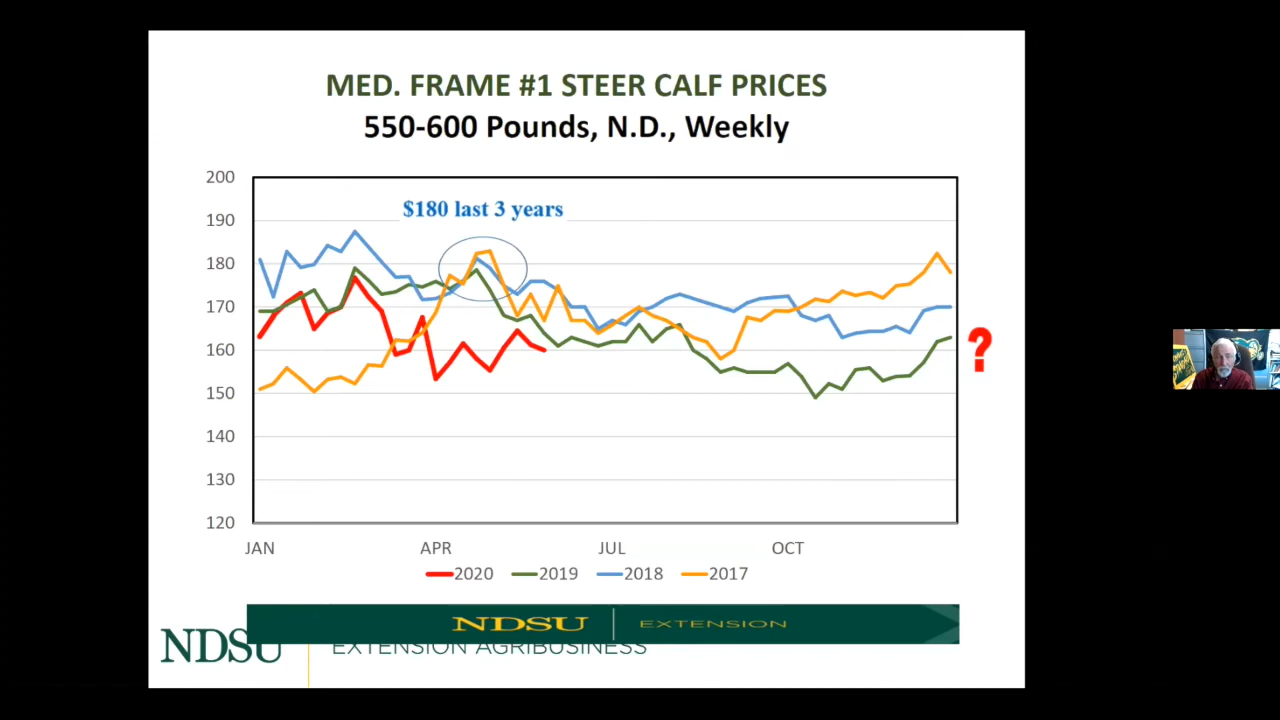 MED. FRAME #1 STEER CALF PRICES
550-600 Pounds, N.D., Weekly
200
$180 last 3 years
190
180
170
160
?
150
140
130
120
JAN APR JUL OCT
2020 2019 2018 2017
NDSU EXTENSION
NDSU EXTENSION AGRIBUSINESS